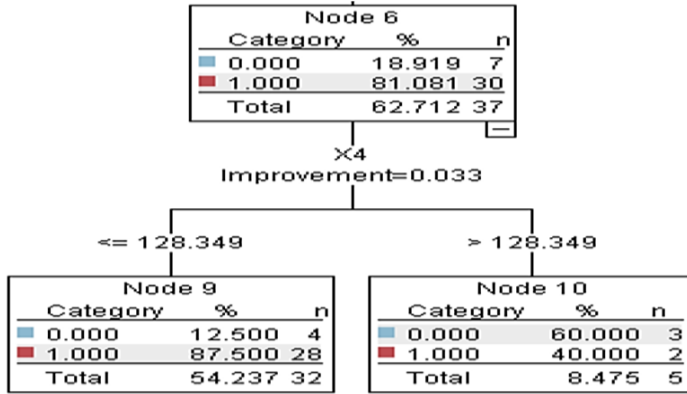 Node 6
Category % n
0.000 18.919 7
1.000 81.081 30
Total 62.712 37
X4
Improvement=0.033
<= 128.349
> 128.349
Node 9
Category % n
0.000 12.500 4
1.000 87.500 28
Total 54.237 32
Node 10
Category % n
0.000 60.000 3
1.000 40.000 2
Total 8.475 5